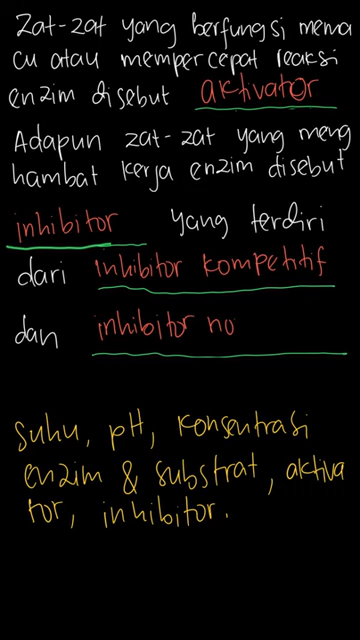 Zat-zat yang berfungsi mema
cu atau mempercepat reaksi
enzim disebut aktivator
Adapun zat-zat yang meng
hambat kerja enzim disebut
inhibitor yang terdiri
dari inhibitor kompetitif
dan inhibitor no
suhu, pH, konsentrasi
enzim & substrat, aktiva
tor, inhibitor.